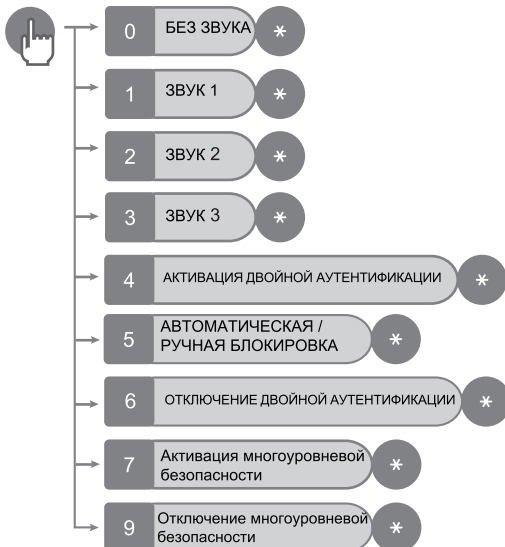 0 БЕЗ ЗВУКА *
1 ЗВУК 1 *
2 ЗВУК 2 *
3 ЗВУК 3 *
4 АКТИВАЦИЯ ДВОЙНОЙ АУТЕНТИФИКАЦИИ *
5 АВТОМАТИЧЕСКАЯ /
РУЧНАЯ БЛОКИРОВКА *
6 ОТКЛЮЧЕНИЕ ДВОЙНОЙ АУТЕНТИФИКАЦИИ *
7 Активация многоуровневой
безопасности *
9 Отключение многоуровневой
безопасности *